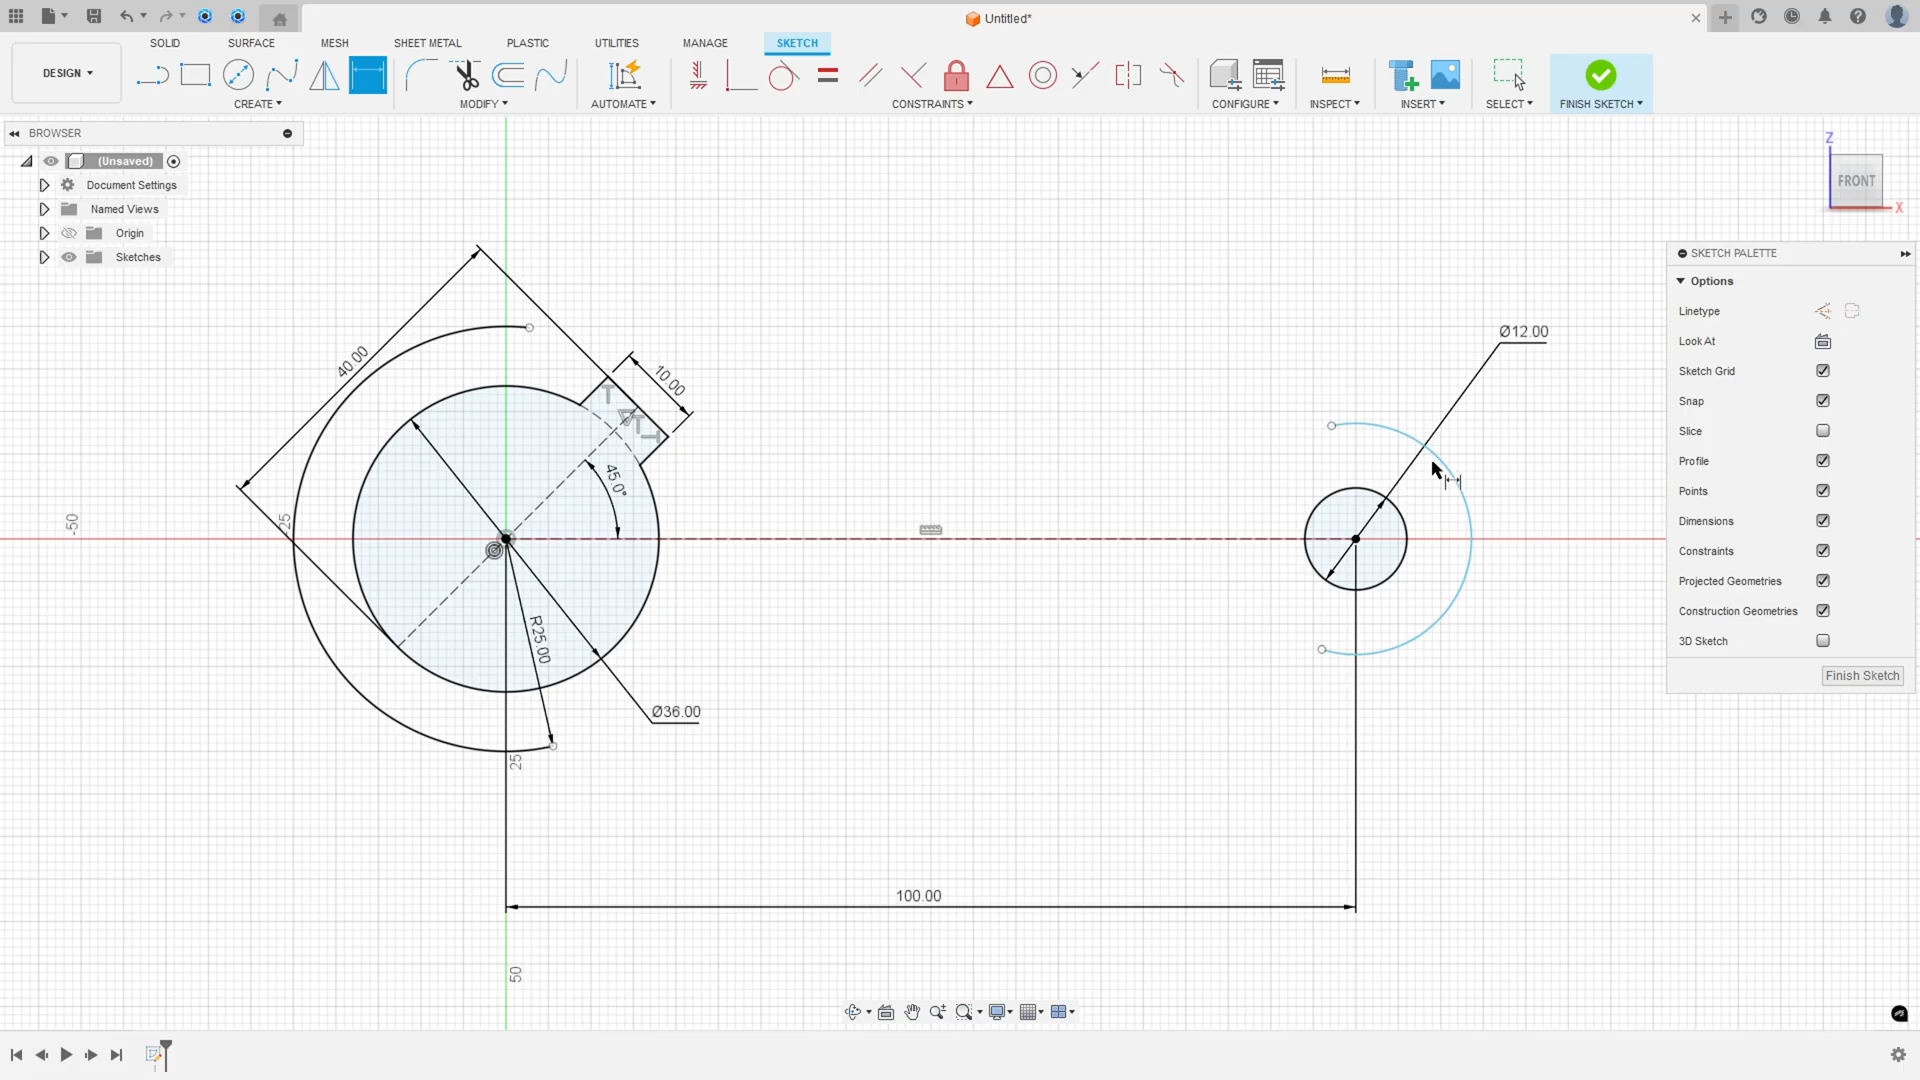 Untitled*
SOLID SURFACE MESH SHEET METAL PLASTIC UTILITIES MANAGE SKETCH
DESIGN
CREATE MODIFY AUTOMATE CONSTRAINTS CONFIGURE INSPECT INSERT SELECT FINISH SKETCH
BROWSER
(Unsaved)
Document Settings
Named Views
Origin
Sketches
Z
FRONT
X
SKETCH PALETTE
Options
Linetype
Look At
Sketch Grid
Snap
Slice
Profile
Points
Dimensions
Constraints
Projected Geometries
Construction Geometries
3D Sketch
Finish Sketch
Ø12.00
40.00
10.00
45.0°
-50
25
R25.00
Ø36.00
25
100.00
50